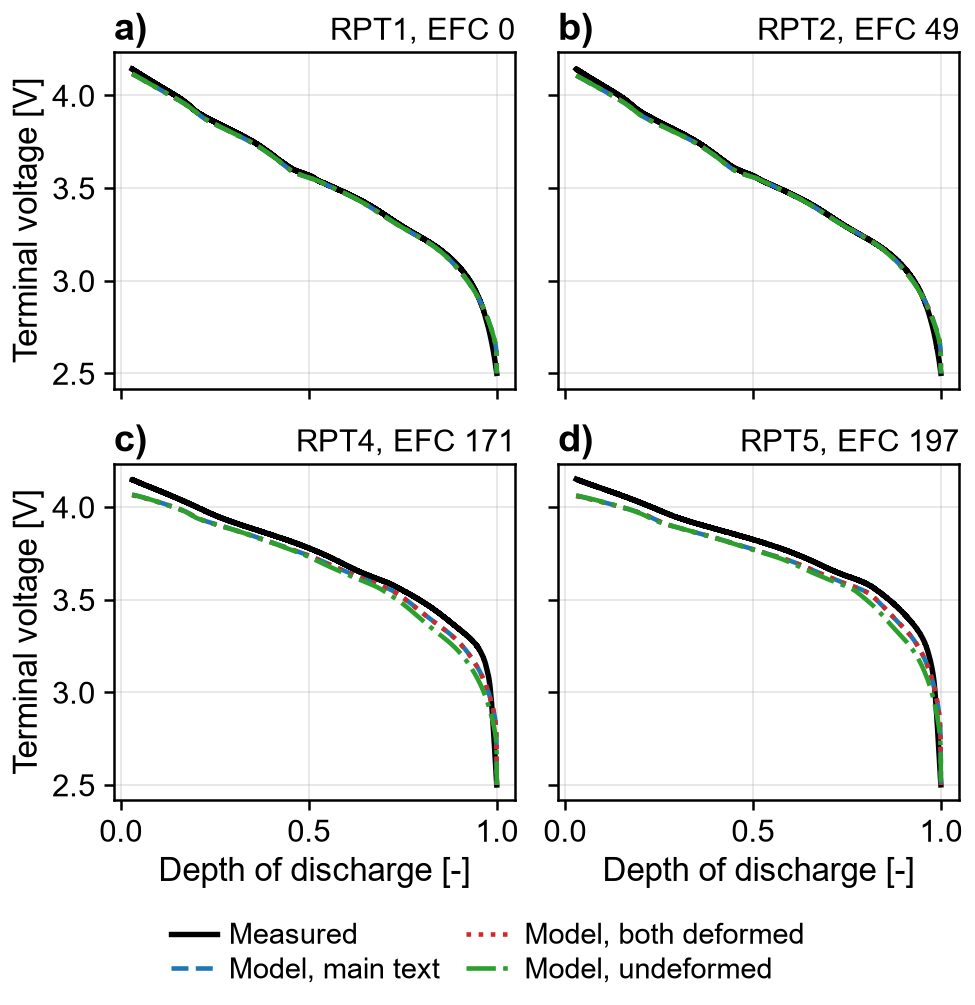 a) RPT1, EFC 0
b) RPT2, EFC 49
Terminal voltage [V]
4.0
3.5
3.0
2.5
c) RPT4, EFC 171
d) RPT5, EFC 197
Terminal voltage [V]
4.0
3.5
3.0
2.5
0.0 0.5 1.0
0.0 0.5 1.0
Depth of discharge [-]
Depth of discharge [-]
Measured
Model, main text
Model, both deformed
Model, undeformed